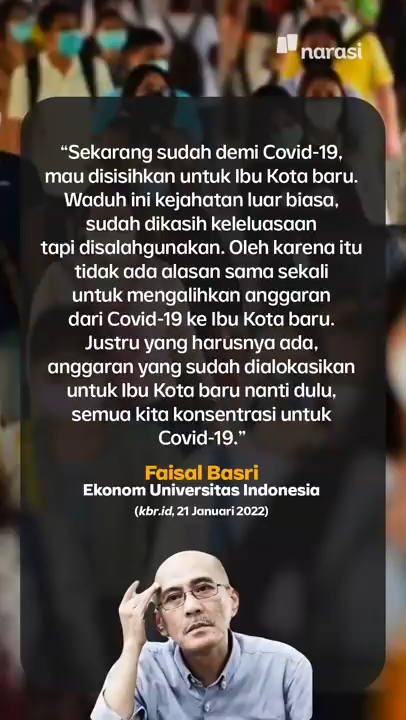 narasi
“Sekarang sudah demi Covid-19,
mau disisihkan untuk Ibu Kota baru.
Waduh ini kejahatan luar biasa,
sudah dikasih keleluasaan
tapi disalahgunakan. Oleh karena itu
tidak ada alasan sama sekali
untuk mengalihkan anggaran
dari Covid-19 ke Ibu Kota baru.
Justru yang harusnya ada,
anggaran yang sudah dialokasikan
untuk Ibu Kota baru nanti dulu,
semua kita konsentrasi untuk
Covid-19.”
Faisal Basri
Ekonom Universitas Indonesia
(kbr.id, 21 Januari 2022)